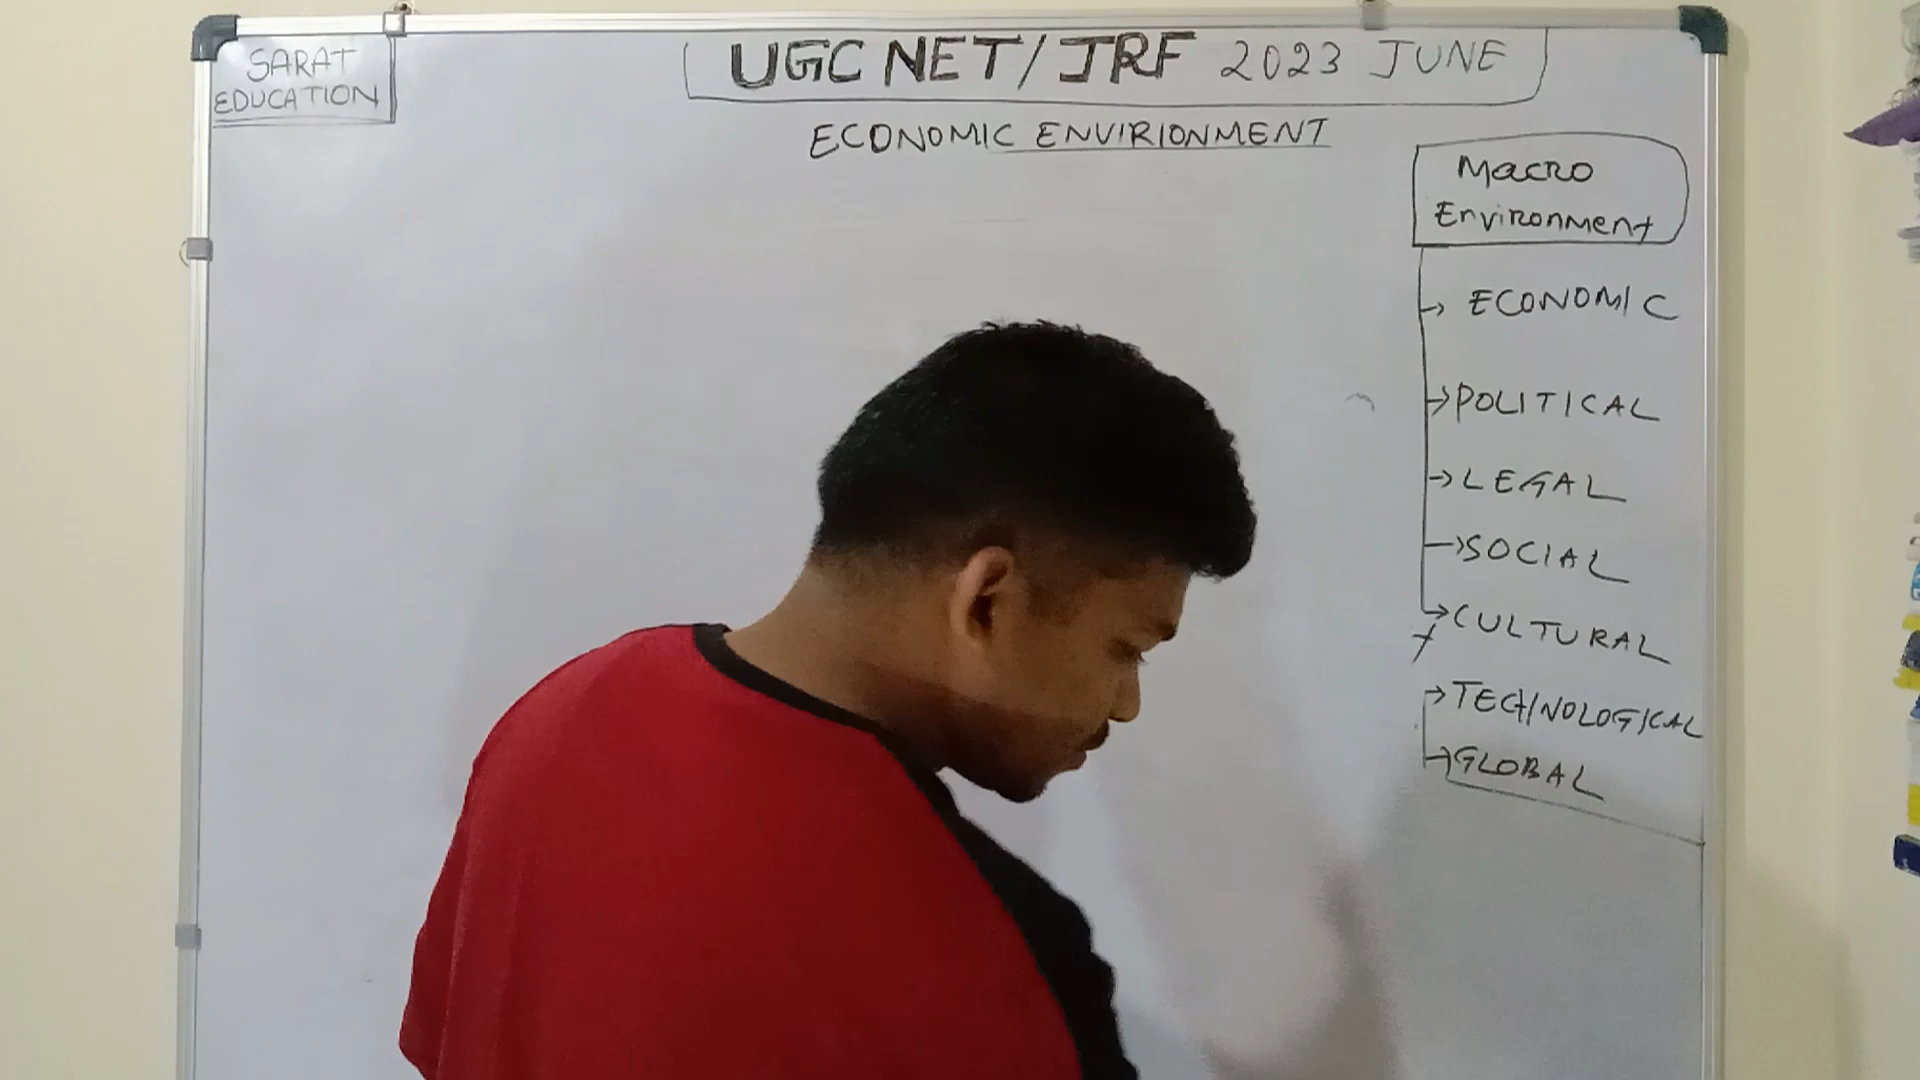 SARAT
EDUCATION
UGC NET/JRF 2023 JUNE
ECONOMIC ENVIRIONMENT
Macro
Environment
→ ECONOMIC
→ POLITICAL
→ LEGAL
→ SOCIAL
→ CULTURAL
→ TECHNOLOGICAL
→ GLOBAL